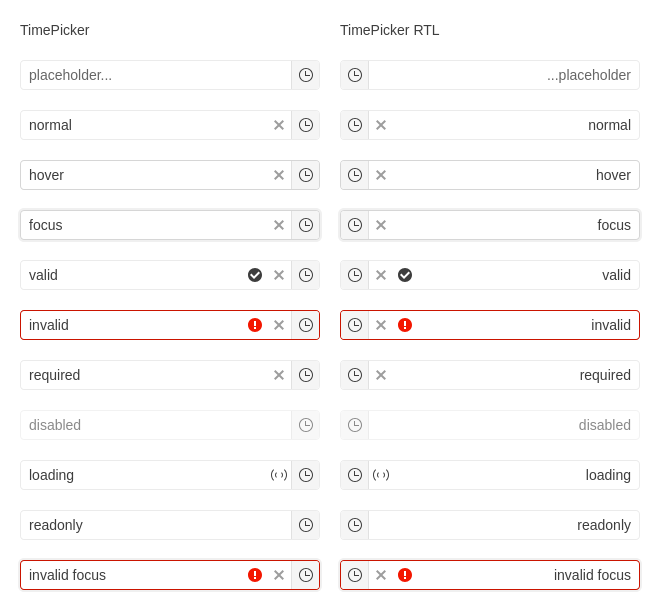 TimePicker
placeholder...
normal
hover
focus
valid
invalid
required
disabled
loading
readonly
invalid focus
TimePicker RTL
...placeholder
normal
hover
focus
valid
invalid
required
disabled
loading
readonly
invalid focus